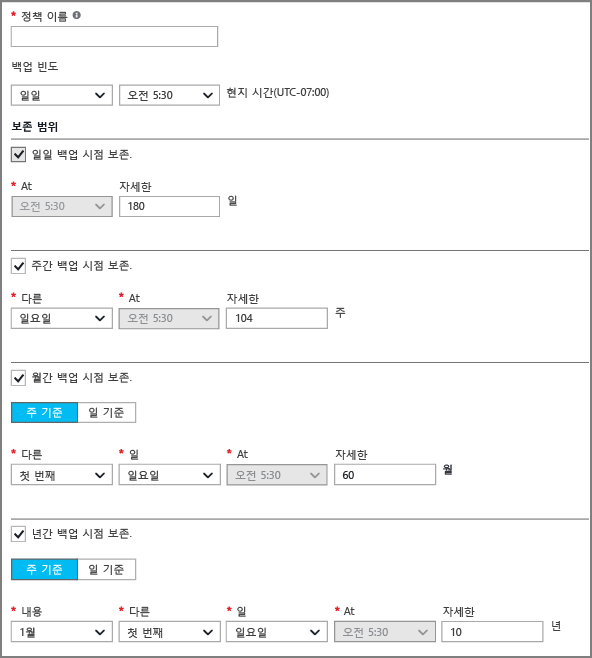 * 정책 이름
백업 빈도
일일 오전 5:30 현지 시간(UTC-07:00)
보존 범위
일일 백업 시점 보존.
* At 자세한
오전 5:30 180 일
주간 백업 시점 보존.
* 다른 * At 자세한
일요일 오전 5:30 104 주
월간 백업 시점 보존.
주 기준 일 기준
* 다른 * 일 * At 자세한
첫 번째 일요일 오전 5:30 60 월
년간 백업 시점 보존.
주 기준 일 기준
* 내용 * 다른 * 일 * At 자세한
1월 첫 번째 일요일 오전 5:30 10 년